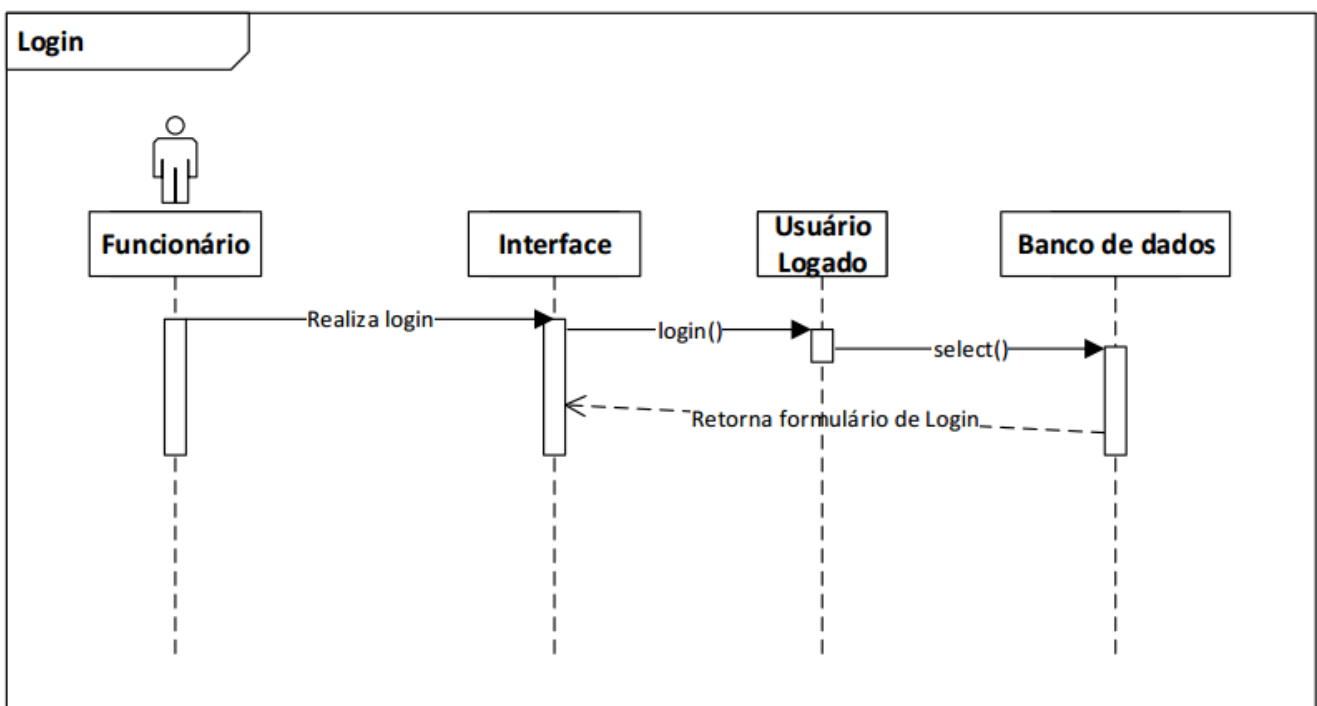 Login
Funcionário
Interface
Usuário
Logado
Banco de dados
Realiza login
login()
select()
Retorna formulário de Login